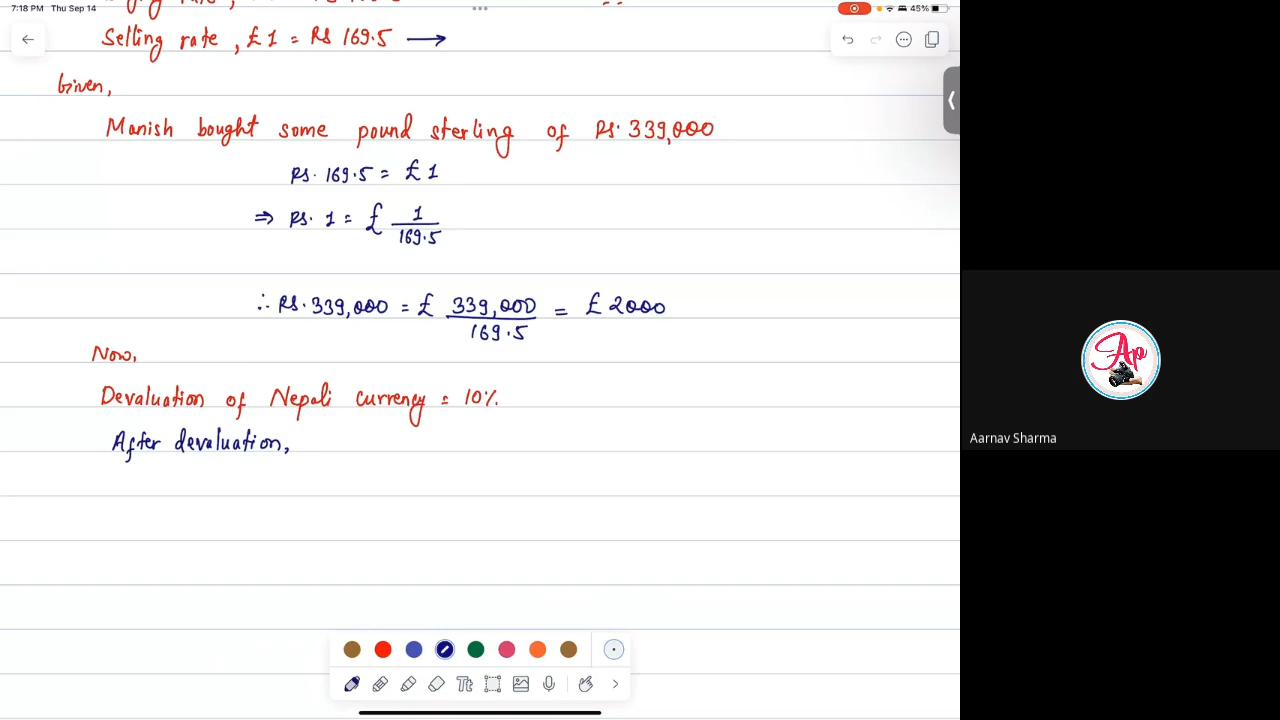 7:18 PM Thu Sep 14
45%
Selling rate, £1 = Rs 169.5 →
Given,
Manish bought some pound sterling of Rs. 339,000
Rs. 169.5 = £1
⇒ Rs. 1 = £ 1/169.5
∴ Rs. 339,000 = £ 339,000/169.5 = £2000
Now,
Devaluation of Nepali currency = 10%.
After devaluation,
Tt
Ap
Aarnav Sharma